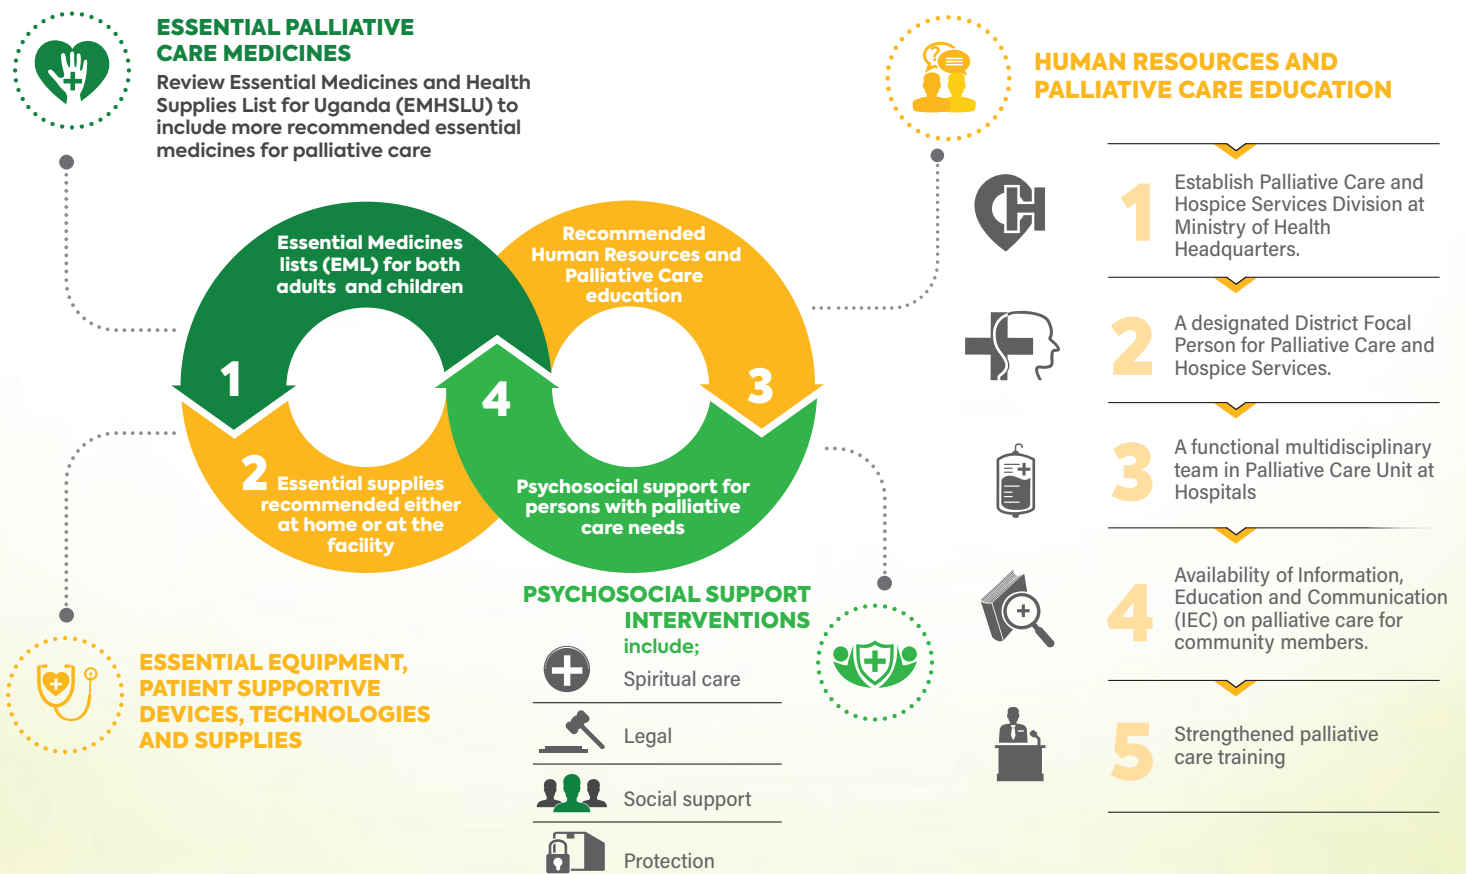 ESSENTIAL PALLIATIVE
CARE MEDICINES
Review Essential Medicines and Health
Supplies List for Uganda (EMHSLU) to
include more recommended essential
medicines for palliative care
Essential Medicines
lists (EML) for both
adults and children
1
2
Essential supplies
recommended either
at home or at the
facility
Recommended
Human Resources and
Palliative Care
education
3
4
Psychosocial support for
persons with palliative
care needs
ESSENTIAL EQUIPMENT,
PATIENT SUPPORTIVE
DEVICES, TECHNOLOGIES
AND SUPPLIES
PSYCHOSOCIAL SUPPORT
INTERVENTIONS
include;
Spiritual care
Legal
Social support
Protection
HUMAN RESOURCES AND
PALLIATIVE CARE EDUCATION
H
1
Establish Palliative Care and
Hospice Services Division at
Ministry of Health
Headquarters.
2
A designated District Focal
Person for Palliative Care and
Hospice Services.
3
A functional multidisciplinary
team in Palliative Care Unit at
Hospitals
4
Availability of Information,
Education and Communication
(IEC) on palliative care for
community members.
5
Strengthened palliative
care training